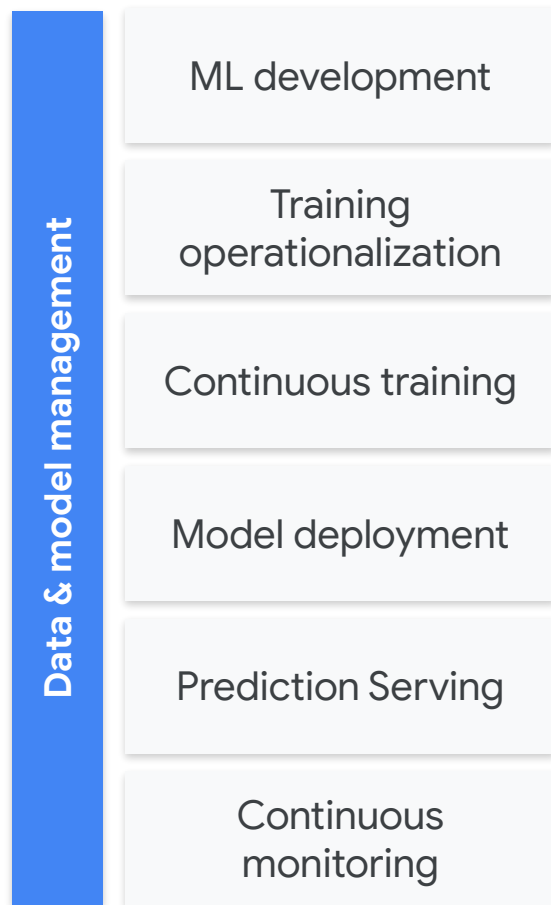 Data & model management
ML development
Training
operationalization
Continuous training
Model deployment
Prediction Serving
Continuous
monitoring